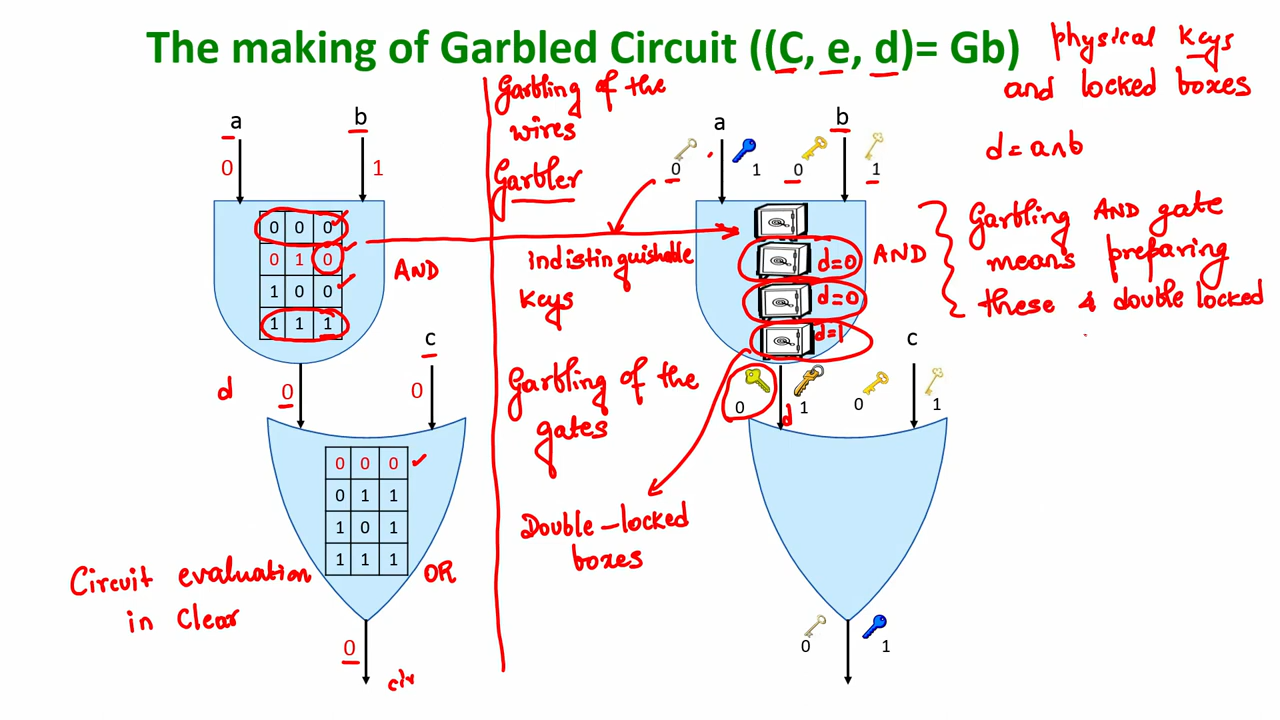 The making of Garbled Circuit ((C, e, d)= Gb)
physical keys
and locked boxes
Garbling of the
wires
Garbler
a
b
0
1
0 0 0
0 1 0
1 0 0
1 1 1
AND
indistinguishable
keys
a
b
0
1
0
1
d=0
d=0
d=1
AND
d=a∧b
Garbling AND gate
means preparing
these 4 double locked
d
0
c
0
Garbling of the
gates
0
1
d
0
1
c
0 0 0
0 1 1
1 0 1
1 1 1
OR
Double-locked
boxes
Circuit evaluation
in clear
0
cir
0
1